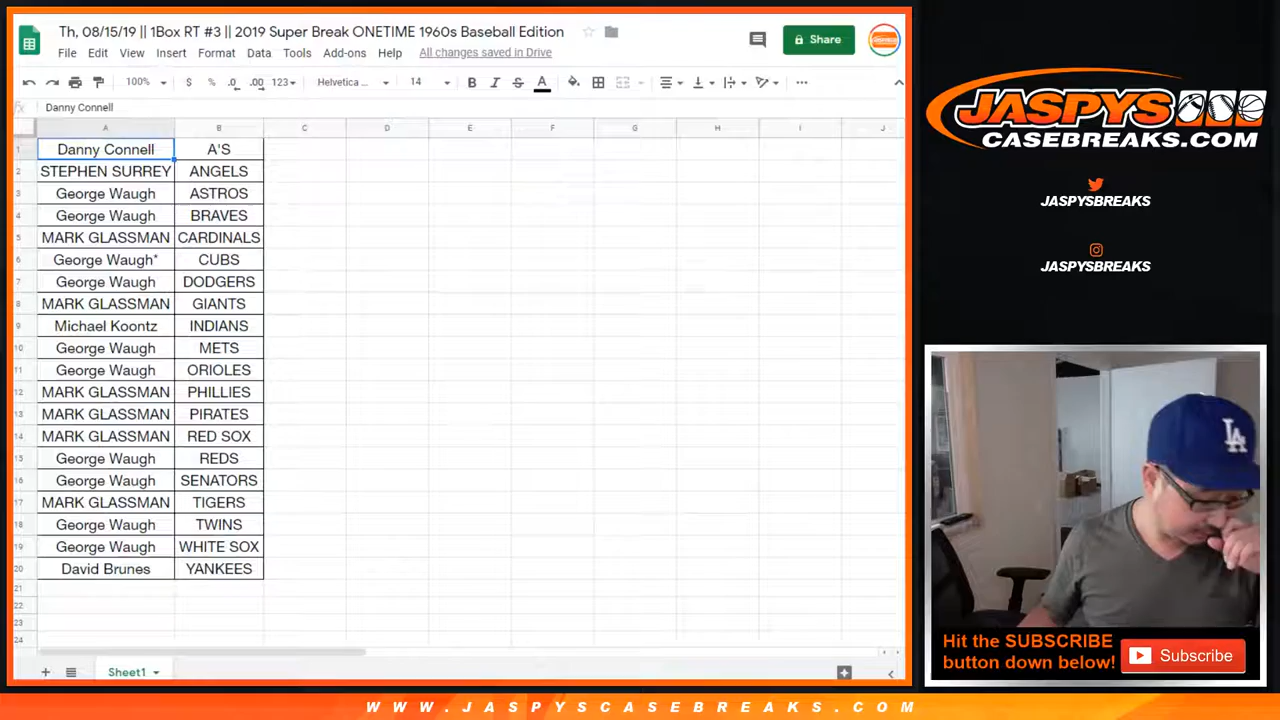 Th, 08/15/19 || 1Box RT #3 || 2019 Super Break ONETIME 1960s Baseball Edition
File Edit View Insert Format Data Tools Add-ons Help All changes saved in Drive
Share
100% $ % .0 .00 123 Helvetica ... 14 B I S A
fx Danny Connell
A B C D E F G H I J
1 Danny Connell A'S
2 STEPHEN SURREY ANGELS
3 George Waugh ASTROS
4 George Waugh BRAVES
5 MARK GLASSMAN CARDINALS
6 George Waugh* CUBS
7 George Waugh DODGERS
8 MARK GLASSMAN GIANTS
9 Michael Koontz INDIANS
10 George Waugh METS
11 George Waugh ORIOLES
12 MARK GLASSMAN PHILLIES
13 MARK GLASSMAN PIRATES
14 MARK GLASSMAN RED SOX
15 George Waugh REDS
16 George Waugh SENATORS
17 MARK GLASSMAN TIGERS
18 George Waugh TWINS
19 George Waugh WHITE SOX
20 David Brunes YANKEES
21
22
23
24
Sheet1
JASPYS
CASEBREAKS.COM
JASPYSBREAKS
JASPYSBREAKS
LA
Hit the SUBSCRIBE
button down below!
Subscribe
WWW.JASPYSCASEBREAKS.COM